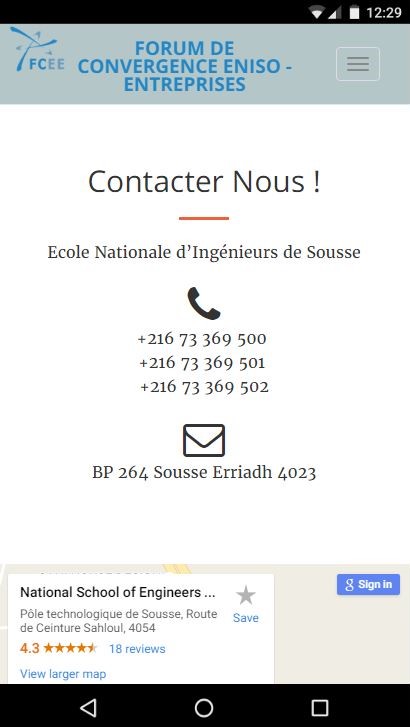 12:29
FCEE
FORUM DE
CONVERGENCE ENISO -
ENTREPRISES
Contacter Nous !
Ecole Nationale d’Ingénieurs de Sousse
+216 73 369 500
+216 73 369 501
+216 73 369 502
BP 264 Sousse Erriadh 4023
National School of Engineers ...
Pôle technologique de Sousse, Route
de Ceinture Sahloul, 4054
Save
4.3 18 reviews
View larger map
g Sign in